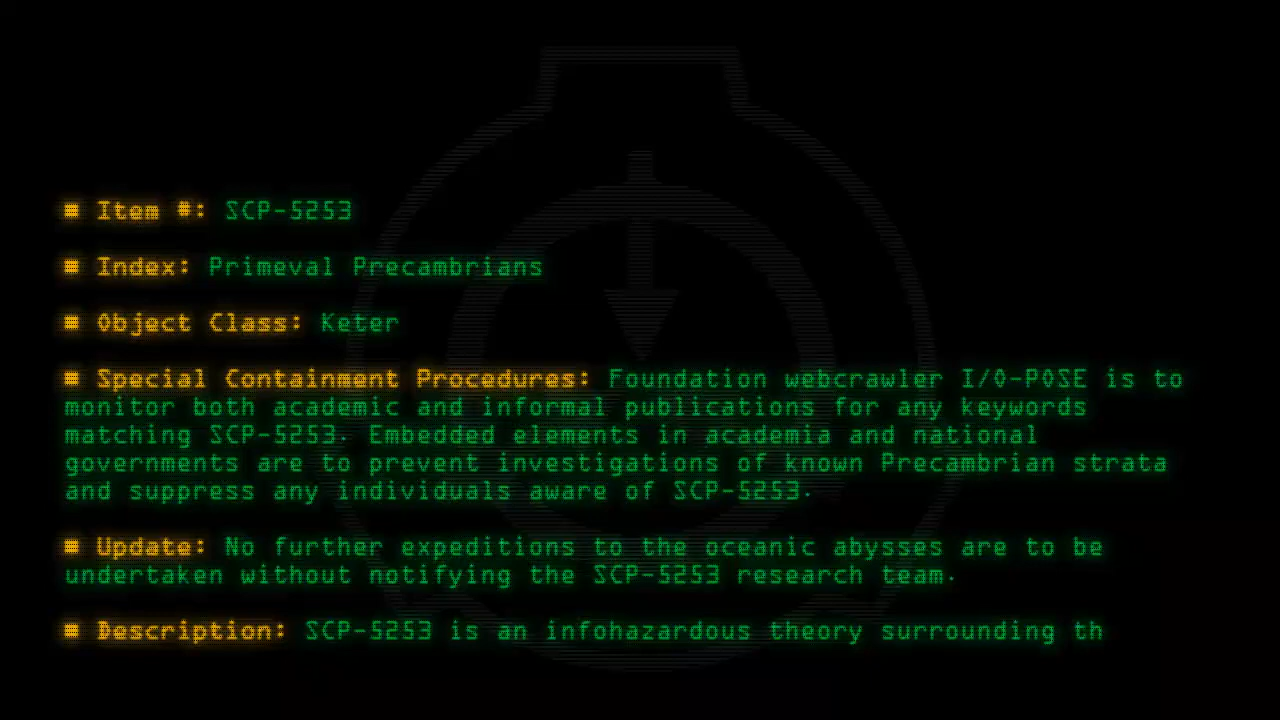 ■ Item #: SCP-5253
■ Index: Primeval Precambrians
■ Object Class: Keter
■ Special Containment Procedures: Foundation webcrawler I/O-POSE is to
monitor both academic and informal publications for any keywords
matching SCP-5253. Embedded elements in academia and national
governments are to prevent investigations of known Precambrian strata
and suppress any individuals aware of SCP-5253.
■ Update: No further expeditions to the oceanic abysses are to be
undertaken without notifying the SCP-5253 research team.
■ Description: SCP-5253 is an infohazardous theory surrounding th